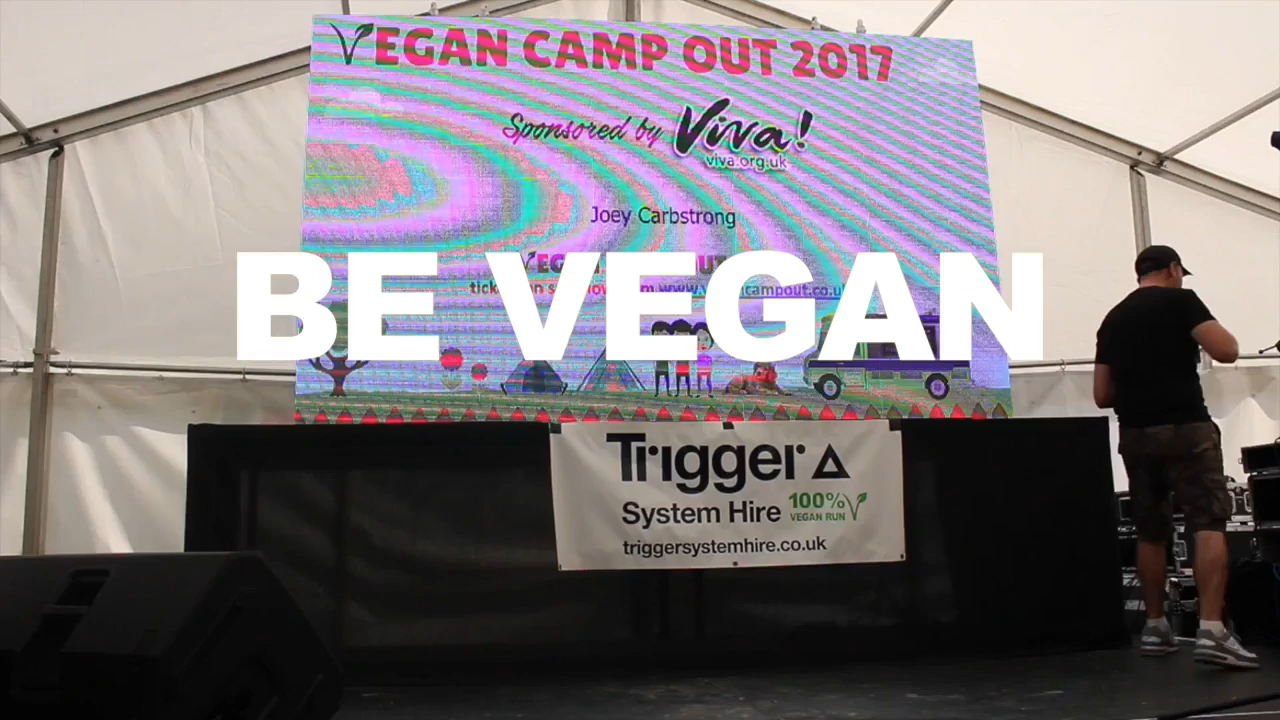 VEGAN CAMP OUT 2017
Sponsored by Viva!
viva.org.uk
Joey Carbstrong
BE VEGAN
Trigger
System Hire 100% VEGAN RUN
triggersystemhire.co.uk